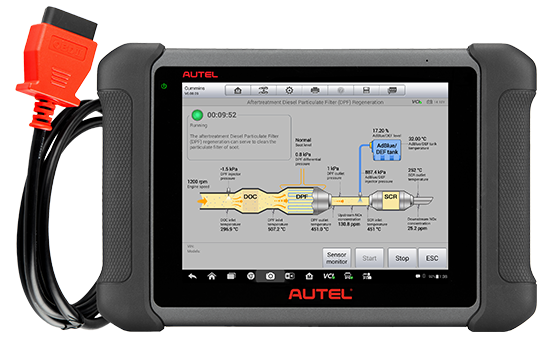 AUTEL
Cummins
Aftertreatment Diesel Particulate Filter (DPF) Regeneration
00:09:52
Running
The aftertreatment Diesel Particulate Filter
(DPF) regeneration can serve to clean the
particulate filter of soot.
Normal
Soot level
0.8 kPa
DPF differential
pressure
17.20 %
AdBlue/DEF level
AdBlue/
DEF tank
33.00 °C
AdBlue/DEF tank
temperature
-1.5 kPa
DPF injector
pressure
1 kPa
DPF outlet
pressure
887.4 kPa
AdBlue/DEF
injector pressure
252 °C
SCR outlet
temperature
1200 rpm
Engine speed
DOC
DPF
SCR
DOC inlet
temperature
296.9 °C
DPF inlet
temperature
507.2 °C
DPF outlet
temperature
451.0 °C
Upstream NOx
concentration
130.8 ppm
SCR inlet
temperature
451 °C
Downstream NOx
concentration
25.2 ppm
Sensor
monitor
Start
Stop
ESC
VCI
AUTEL